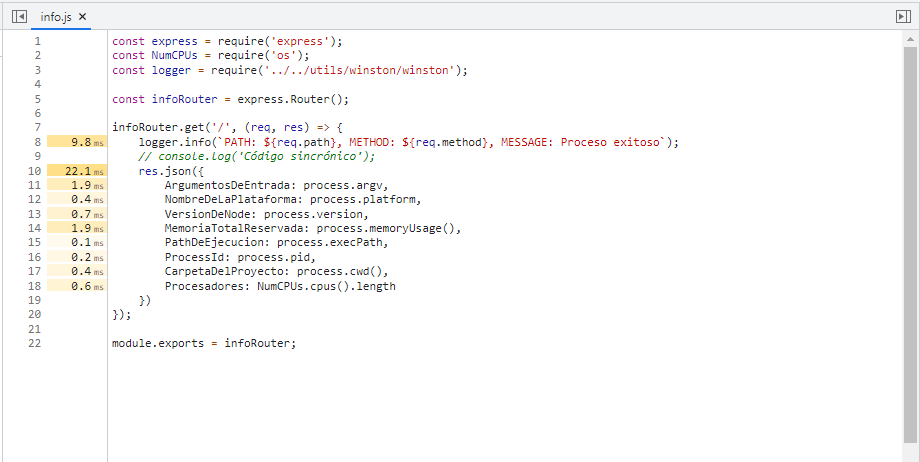 info.js ×
1 const express = require('express');
2 const NumCPUs = require('os');
3 const logger = require('../../utils/winston/winston');
4
5 const infoRouter = express.Router();
6
7 infoRouter.get('/', (req, res) => {
8 9.8 ms logger.info(`PATH: ${req.path}, METHOD: ${req.method}, MESSAGE: Proceso exitoso`);
9 // console.log('Código sincrónico');
10 22.1 ms res.json({
11 1.9 ms ArgumentosDeEntrada: process.argv,
12 0.4 ms NombreDeLaPlataforma: process.platform,
13 0.7 ms VersionDeNode: process.version,
14 1.9 ms MemoriaTotalReservada: process.memoryUsage(),
15 0.1 ms PathDeEjecucion: process.execPath,
16 0.2 ms ProcessId: process.pid,
17 0.4 ms CarpetaDelProyecto: process.cwd(),
18 0.6 ms Procesadores: NumCPUs.cpus().length
19 })
20 });
21
22 module.exports = infoRouter;